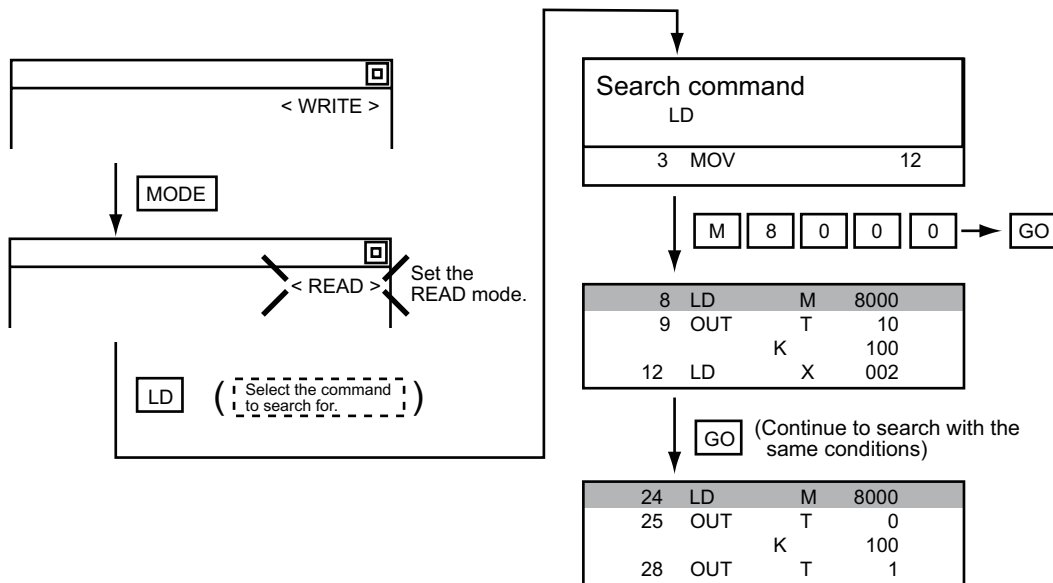 < WRITE >
MODE
< READ >
Set the
READ mode.
LD
( Select the command
to search for. )
Search command
LD
3 MOV 12
M 8 0 0 0 GO
8 LD M 8000
9 OUT T 10
K 100
12 LD X 002
GO (Continue to search with the
same conditions)
24 LD M 8000
25 OUT T 0
K 100
28 OUT T 1